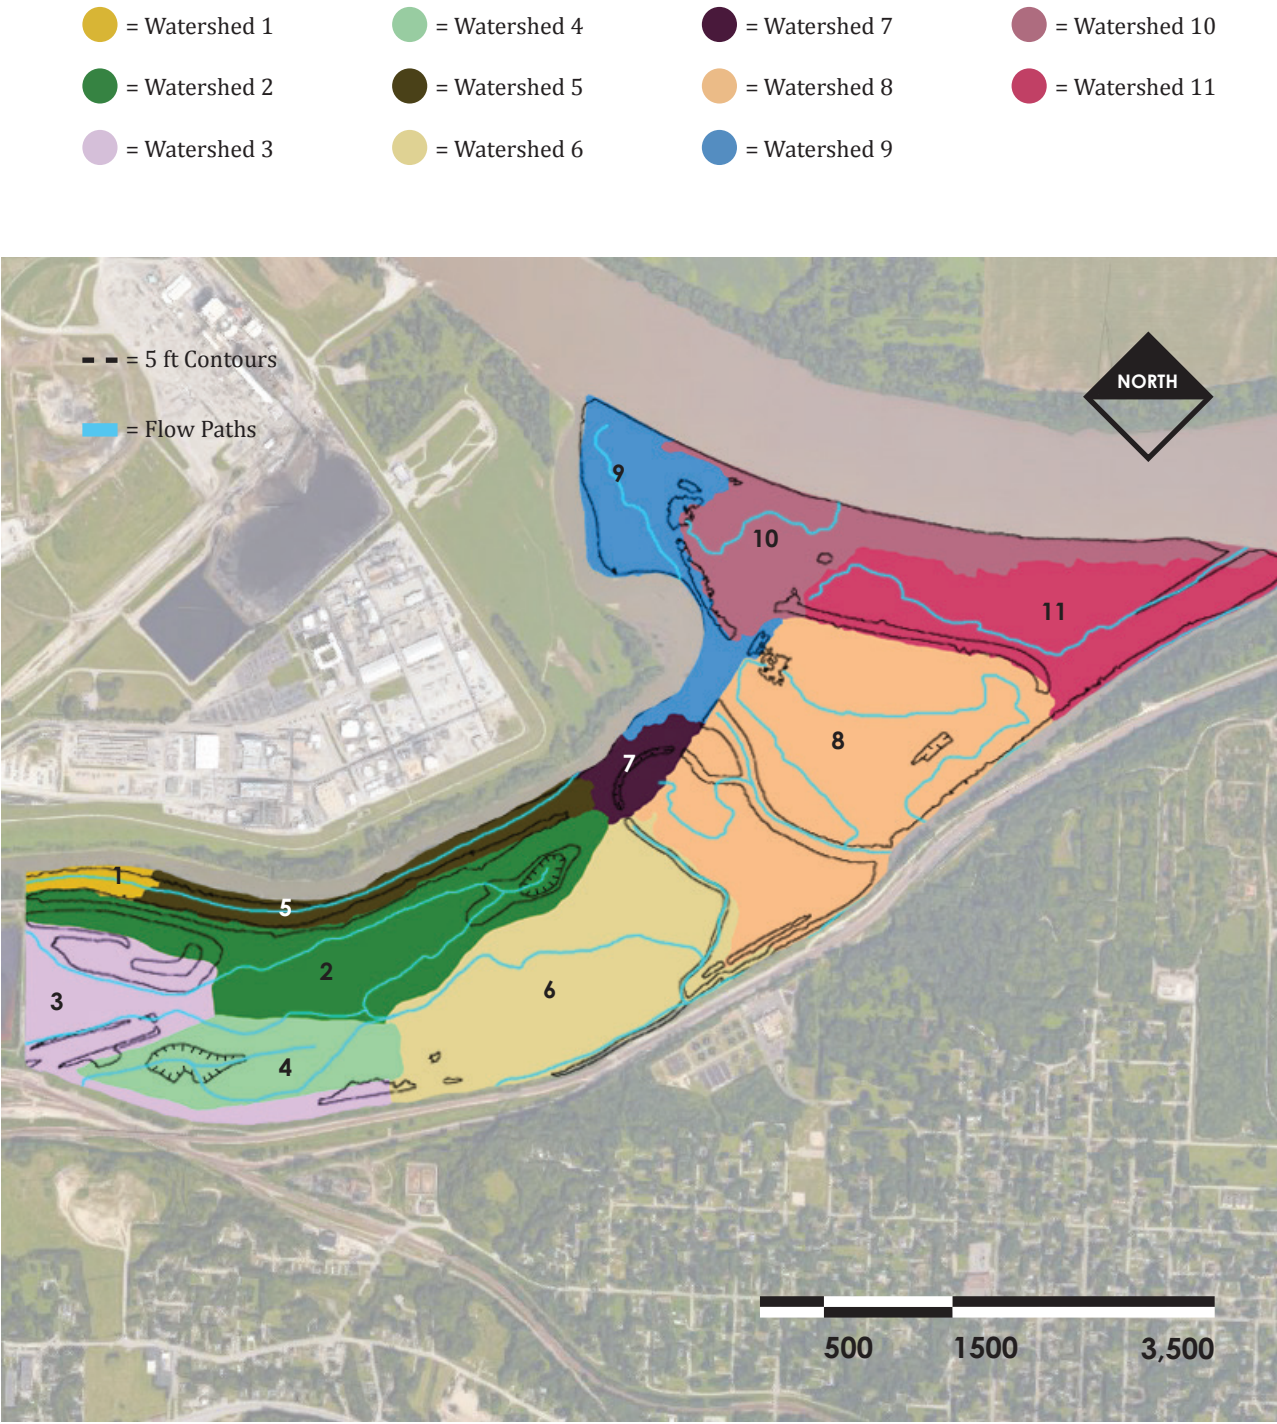 = Watershed 1 = Watershed 4 = Watershed 7 = Watershed 10
= Watershed 2 = Watershed 5 = Watershed 8 = Watershed 11
= Watershed 3 = Watershed 6 = Watershed 9
= 5 ft Contours
NORTH
= Flow Paths
9
10
11
8
7
1
5
2
6
3
4
500 1500 3,500